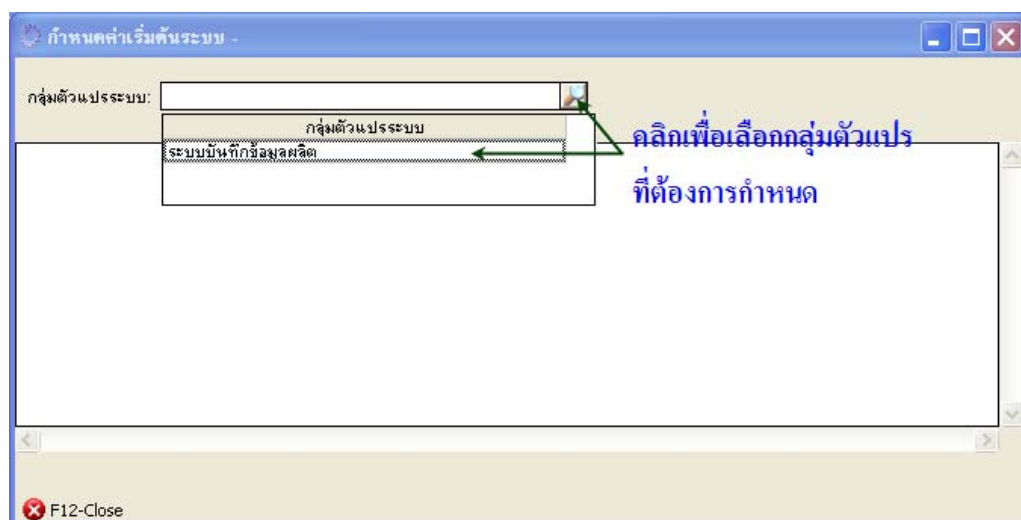 กำหนดค่าเริ่มต้นระบบ -
กลุ่มตัวแปรระบบ:
กลุ่มตัวแปรระบบ
ระบบบันทึกข้อมูลผลิต
คลิกเพื่อเลือกกลุ่มตัวแปร
ที่ต้องการกำหนด
F12-Close